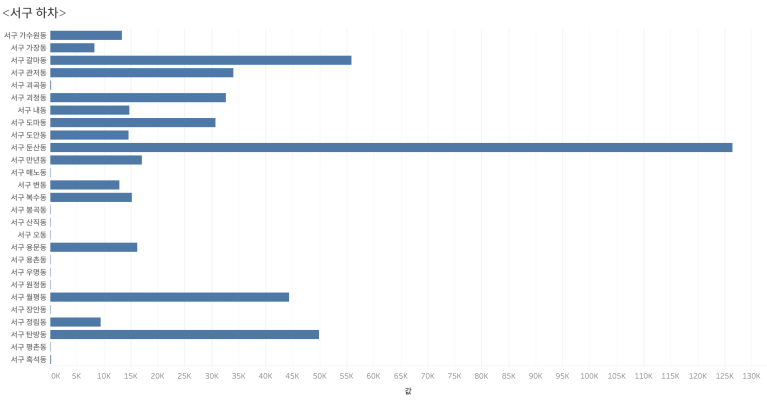 <서구 하차>
서구 가수원동
서구 가장동
서구 갈마동
서구 관저동
서구 괴곡동
서구 괴정동
서구 내동
서구 도마동
서구 도안동
서구 둔산동
서구 만년동
서구 매노동
서구 변동
서구 복수동
서구 봉곡동
서구 산직동
서구 오동
서구 용문동
서구 용촌동
서구 우명동
서구 원정동
서구 월평동
서구 장안동
서구 정림동
서구 탄방동
서구 평촌동
서구 흑석동
0K 5K 10K 15K 20K 25K 30K 35K 40K 45K 50K 55K 60K 65K 70K 75K 80K 85K 90K 95K 100K 105K 110K 115K 120K 125K 130K
값